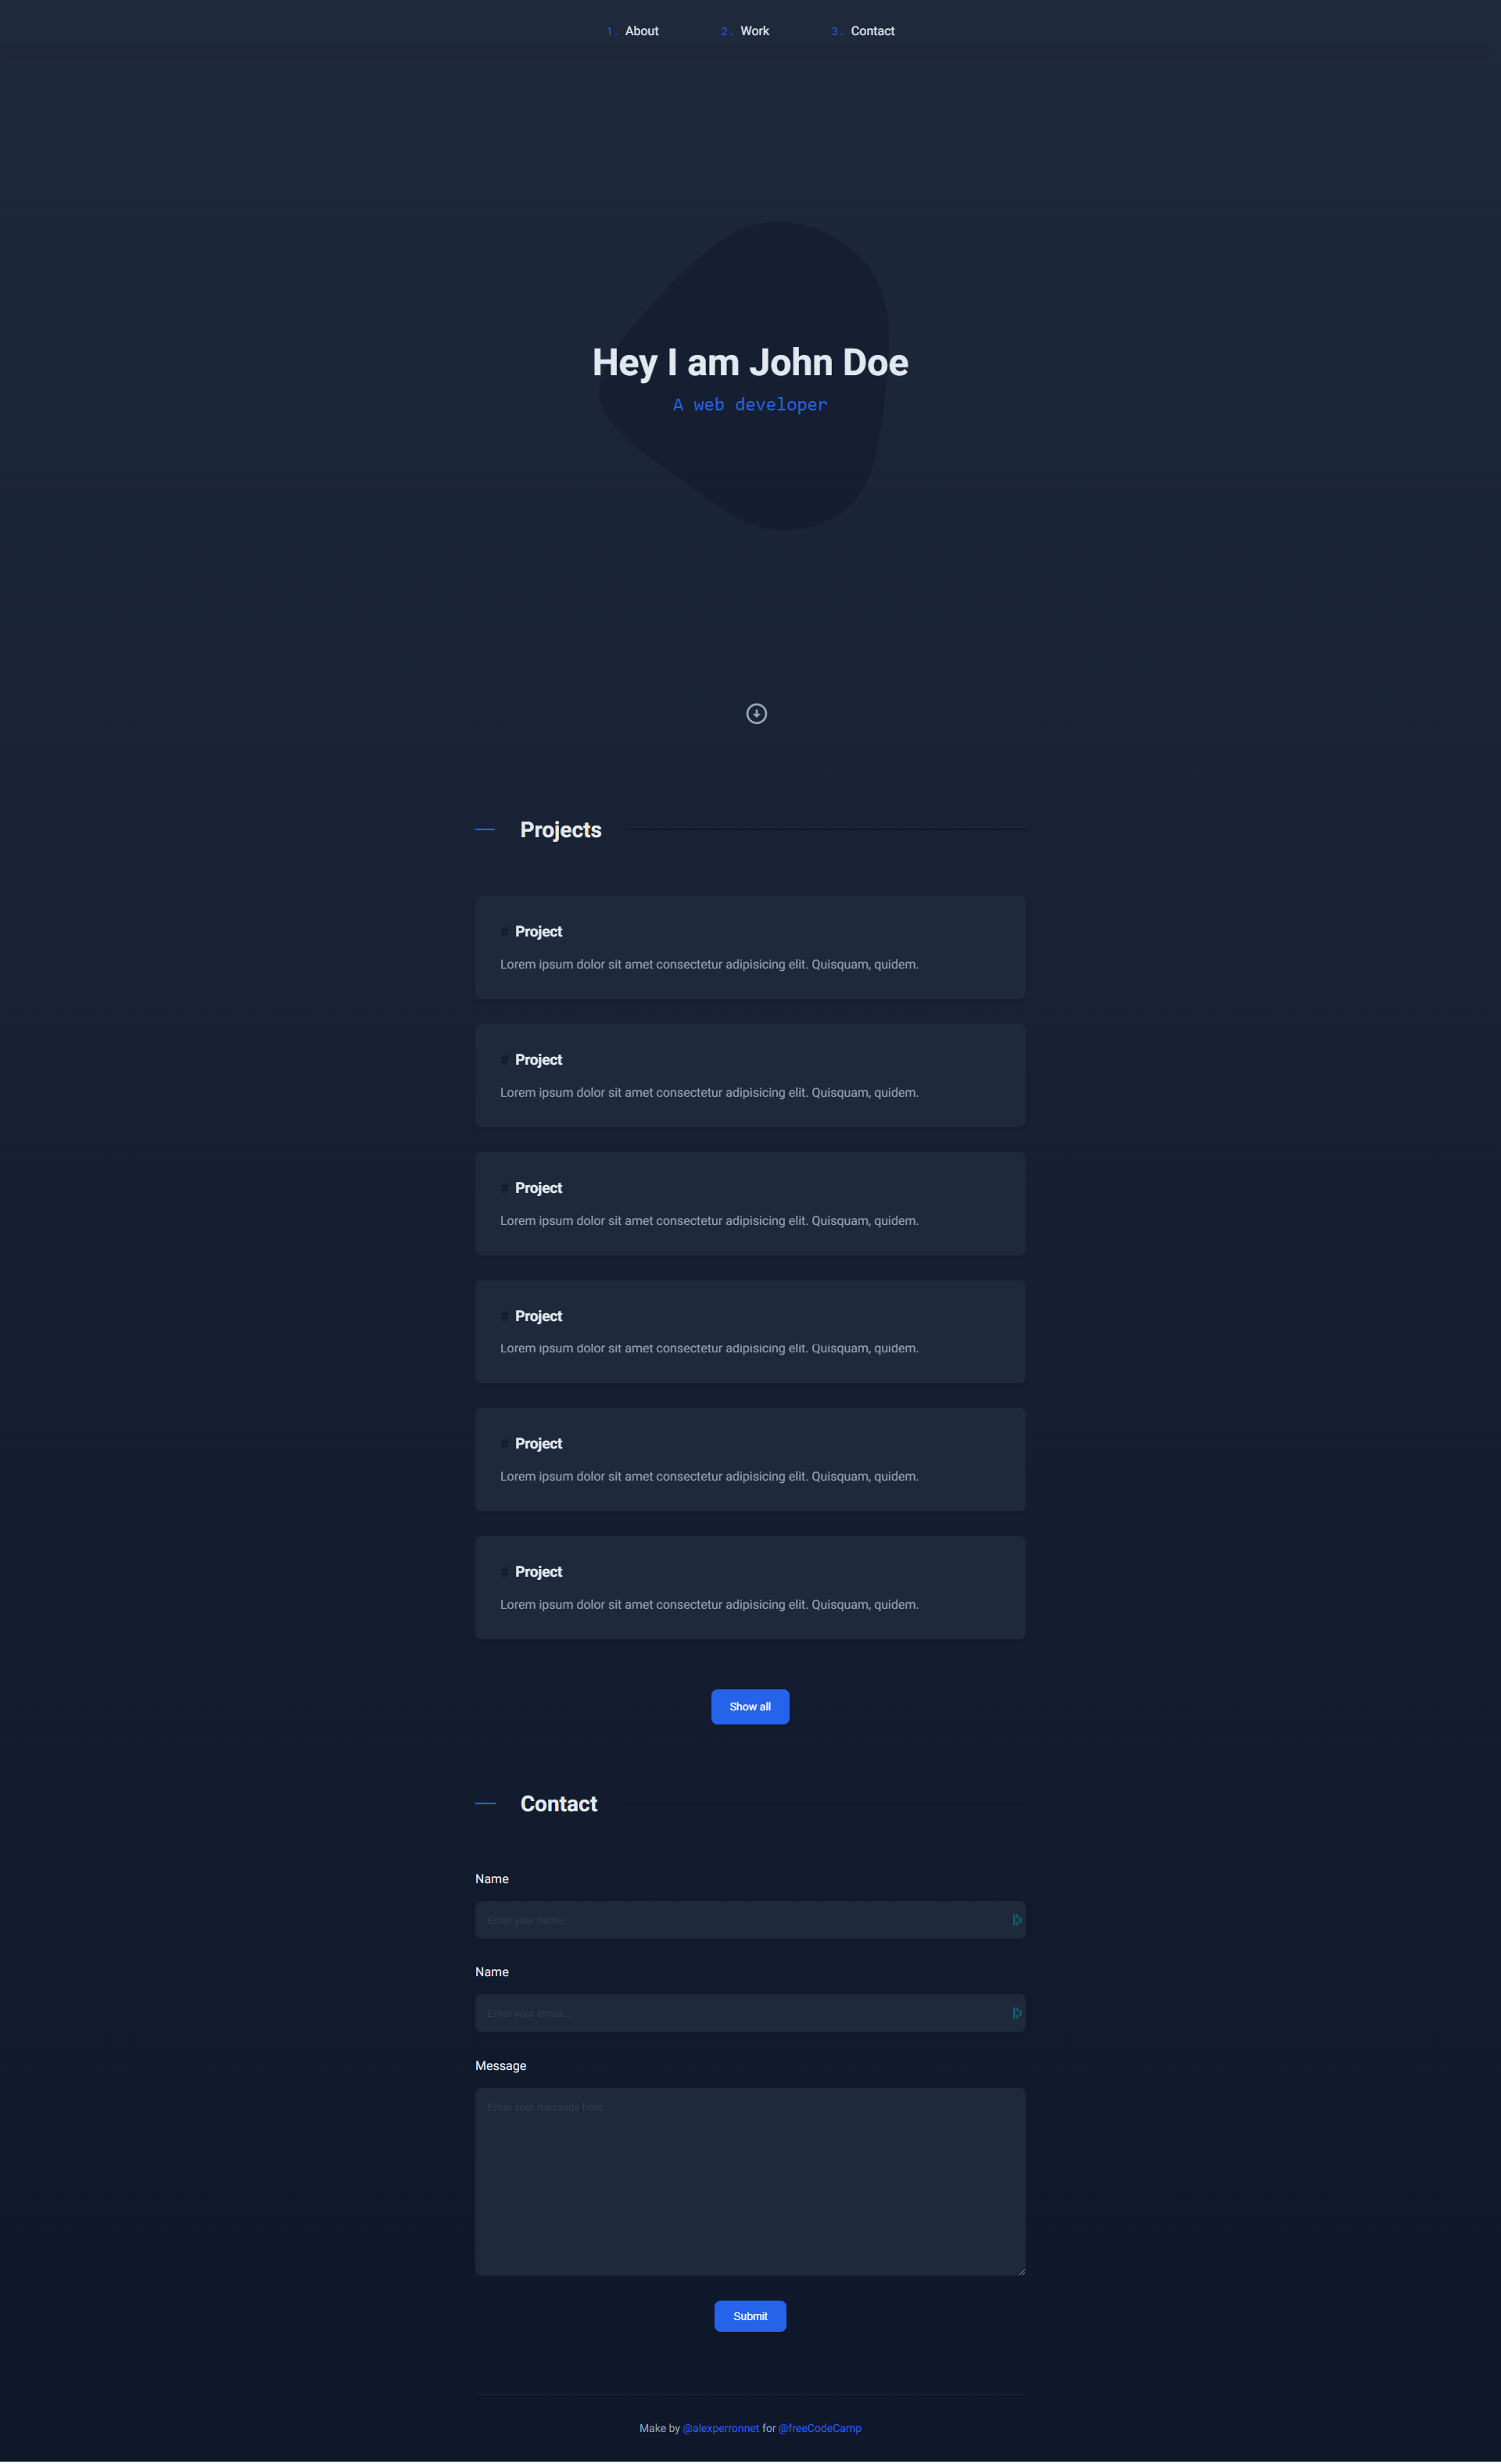 1. About 2. Work 3. Contact
Hey I am John Doe
A web developer
Projects
# Project
Lorem ipsum dolor sit amet consectetur adipisicing elit. Quisquam, quidem.
# Project
Lorem ipsum dolor sit amet consectetur adipisicing elit. Quisquam, quidem.
# Project
Lorem ipsum dolor sit amet consectetur adipisicing elit. Quisquam, quidem.
# Project
Lorem ipsum dolor sit amet consectetur adipisicing elit. Quisquam, quidem.
# Project
Lorem ipsum dolor sit amet consectetur adipisicing elit. Quisquam, quidem.
# Project
Lorem ipsum dolor sit amet consectetur adipisicing elit. Quisquam, quidem.
Show all
Contact
Name
Enter your name...
Name
Enter your email...
Message
Enter your message here...
Submit
Make by @alexperronnet for @freeCodeCamp